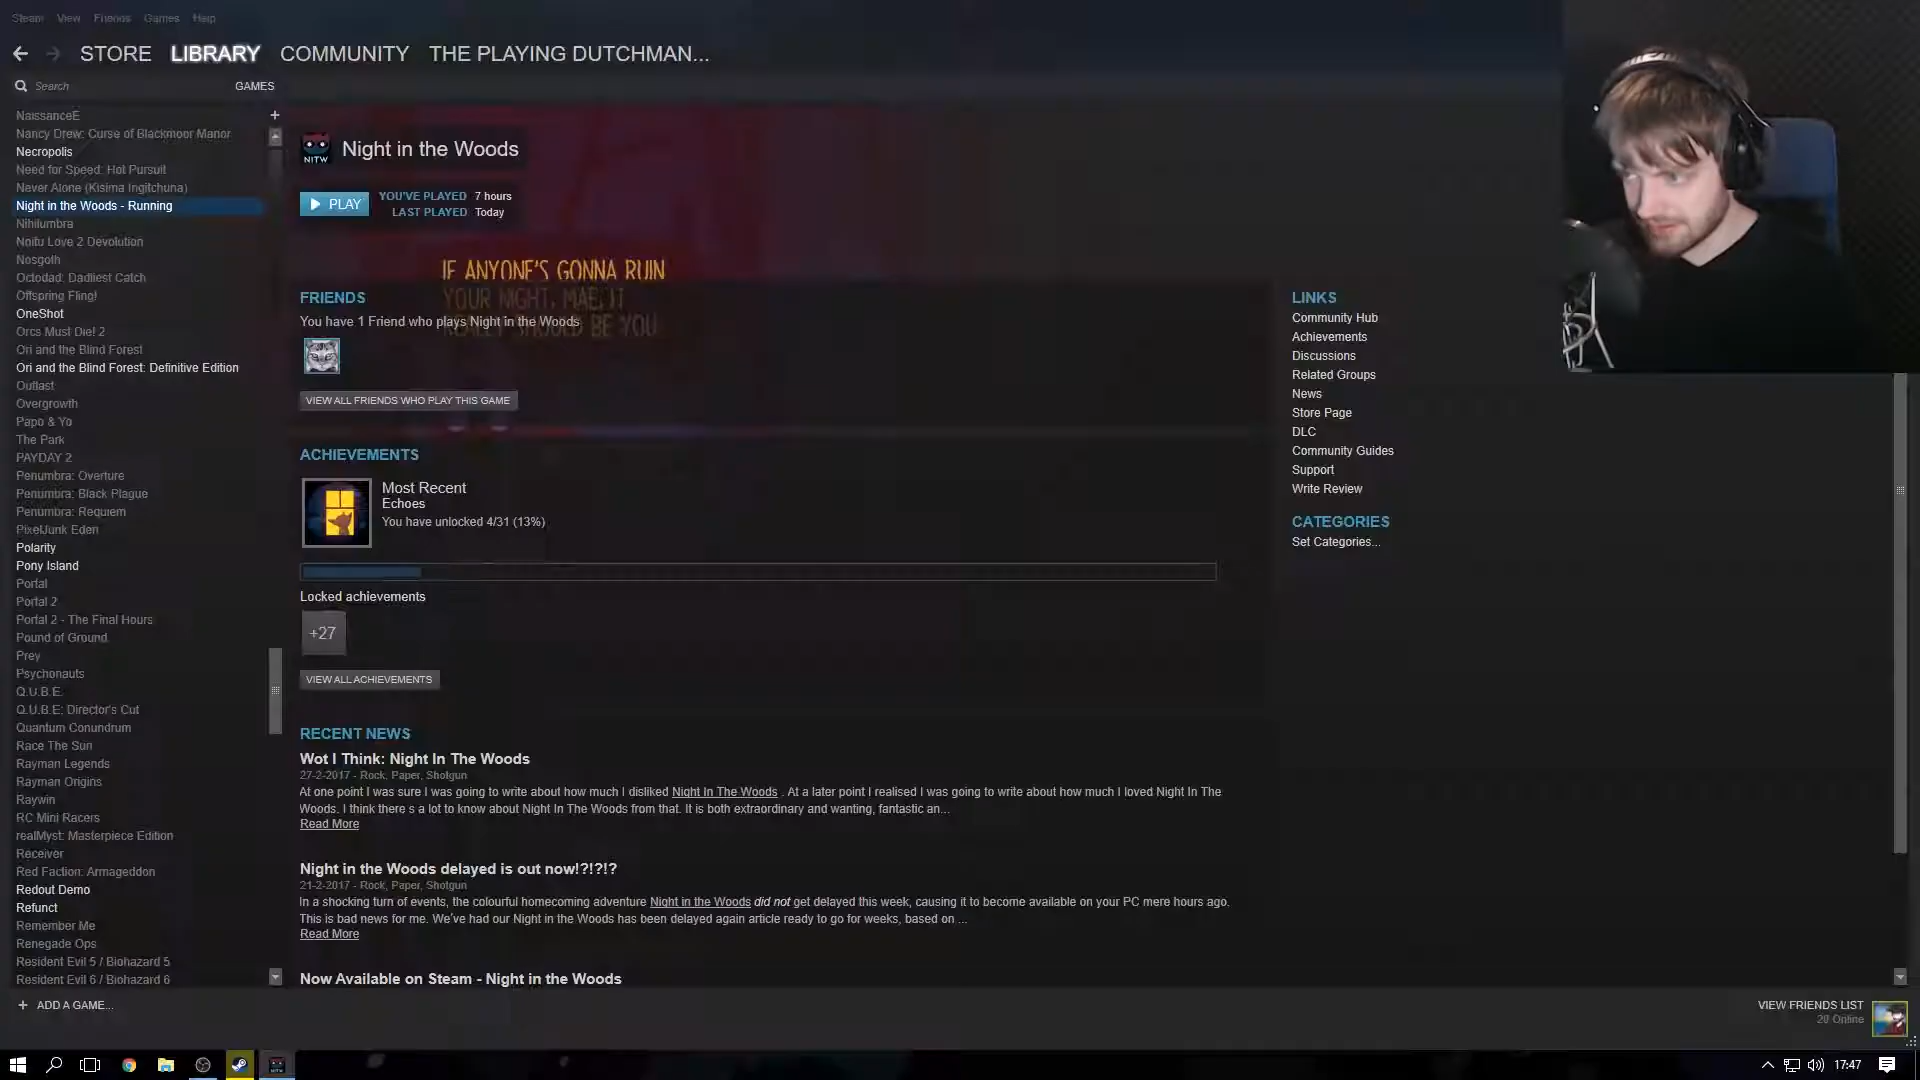 Steam View Friends Games Help
STORE LIBRARY COMMUNITY THE PLAYING DUTCHMAN...
Search
GAMES
NaissanceE
Nancy Drew: Curse of Blackmoor Manor
Necropolis
Need for Speed: Hot Pursuit
Never Alone (Kisima Ingitchuna)
Night in the Woods - Running
Nihilumbra
Noitu Love 2 Devolution
Nosgoth
Octodad: Dadliest Catch
Offspring Fling!
OneShot
Orcs Must Die! 2
Ori and the Blind Forest
Ori and the Blind Forest: Definitive Edition
Outlast
Overgrowth
Papo & Yo
The Park
PAYDAY 2
Penumbra: Overture
Penumbra: Black Plague
Penumbra: Requiem
PixelJunk Eden
Polarity
Pony Island
Portal
Portal 2
Portal 2 - The Final Hours
Pound of Ground
Prey
Psychonauts
Q.U.B.E.
Q.U.B.E: Director's Cut
Quantum Conundrum
Race The Sun
Rayman Legends
Rayman Origins
Raywin
RC Mini Racers
realMyst: Masterpiece Edition
Receiver
Red Faction: Armageddon
Redout Demo
Refunct
Remember Me
Renegade Ops
Resident Evil 5 / Biohazard 5
Resident Evil 6 / Biohazard 6
+ ADD A GAME...
NITW
Night in the Woods
PLAY
YOU'VE PLAYED 7 hours
LAST PLAYED Today
IF ANYONE'S GONNA RUIN
YOUR NIGHT, MAE, IT
REALLY SHOULD BE YOU
FRIENDS
You have 1 Friend who plays Night in the Woods
VIEW ALL FRIENDS WHO PLAY THIS GAME
ACHIEVEMENTS
Most Recent
Echoes
You have unlocked 4/31 (13%)
Locked achievements
+27
VIEW ALL ACHIEVEMENTS
RECENT NEWS
Wot I Think: Night In The Woods
27-2-2017 - Rock, Paper, Shotgun
At one point I was sure I was going to write about how much I disliked Night In The Woods . At a later point I realised I was going to write about how much I loved Night In The
Woods. I think there s a lot to know about Night In The Woods from that. It is both extraordinary and wanting, fantastic an...
Read More
Night in the Woods delayed is out now!?!?!?
21-2-2017 - Rock, Paper, Shotgun
In a shocking turn of events, the colourful homecoming adventure Night in the Woods did not get delayed this week, causing it to become available on your PC mere hours ago.
This is bad news for me. We've had our Night in the Woods has been delayed again article ready to go for weeks, based on ...
Read More
Now Available on Steam - Night in the Woods
LINKS
Community Hub
Achievements
Discussions
Related Groups
News
Store Page
DLC
Community Guides
Support
Write Review
CATEGORIES
Set Categories...
VIEW FRIENDS LIST
20 Online
17:47